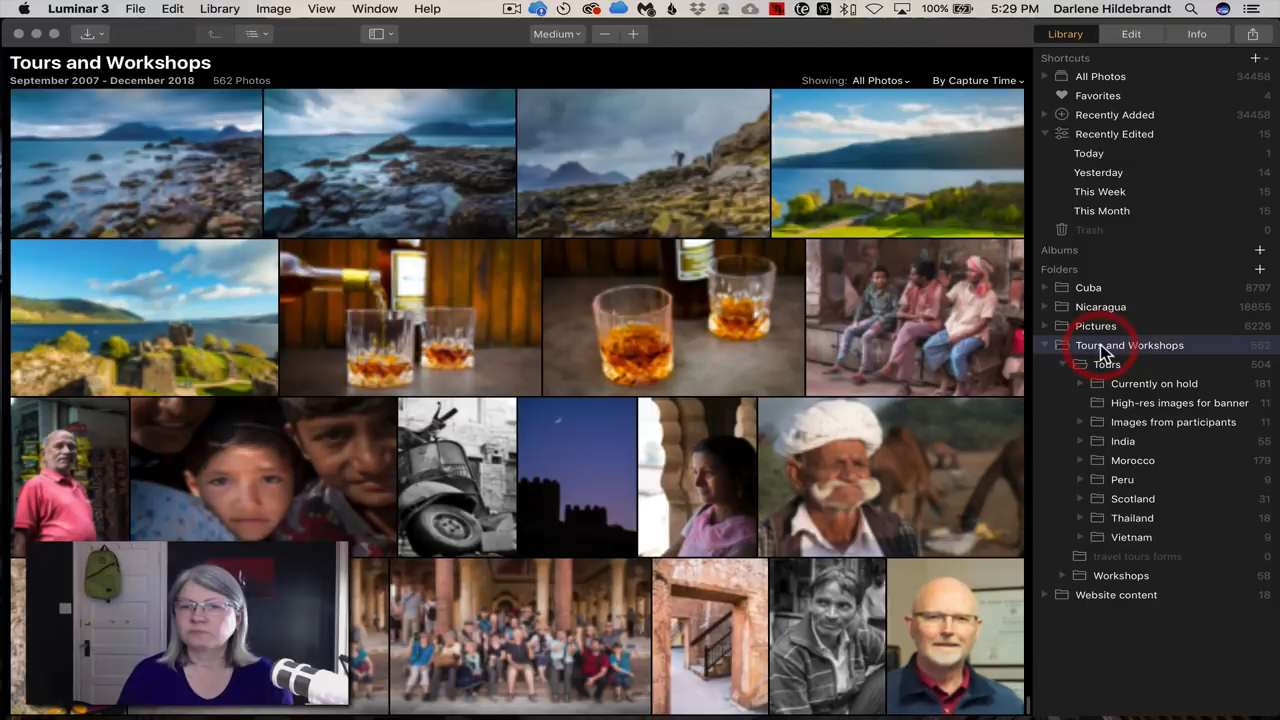 Luminar 3 File Edit Library Image View Window Help 100% 5:29 PM Darlene Hildebrandt
Medium Library Edit Info
Tours and Workshops
September 2007 - December 2018 562 Photos Showing: All Photos By Capture Time
Shortcuts
All Photos 34458
Favorites 4
Recently Added 34458
Recently Edited 15
Today 1
Yesterday 14
This Week 15
This Month 15
Trash 0
Albums
Folders
Cuba 8797
Nicaragua 18855
Pictures 6226
Tours and Workshops 562
Tours 504
Currently on hold 181
High-res images for banner 11
Images from participants 11
India 55
Morocco 179
Peru 9
Scotland 31
Thailand 18
Vietnam 9
travel tours forms 0
Workshops 58
Website content 18